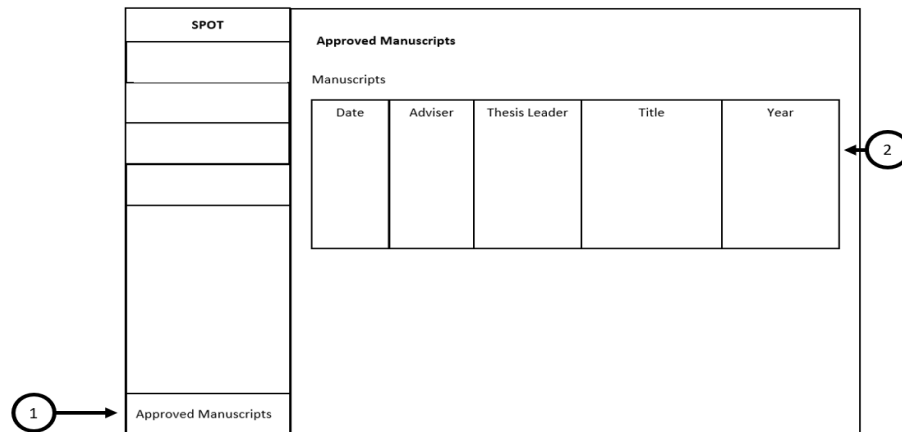 SPOT
Approved Manuscripts
Manuscripts
Date Adviser Thesis Leader Title Year
2
1
Approved Manuscripts